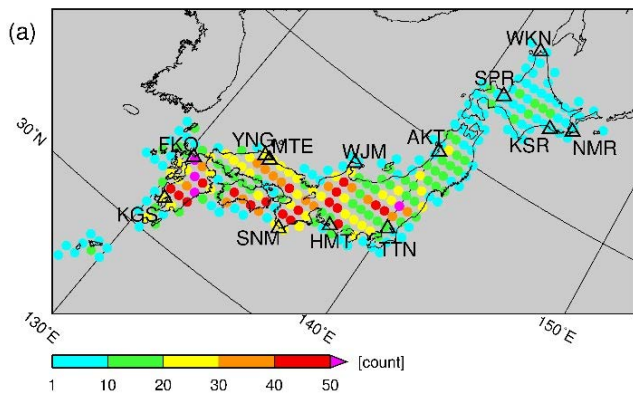 (a)
WKN
SPR
30°N
FKO YNG MTE WJM AKT KSR NMR
KGS
SNM HMT TTN
130°E 140°E 150°E
[count]
1 10 20 30 40 50